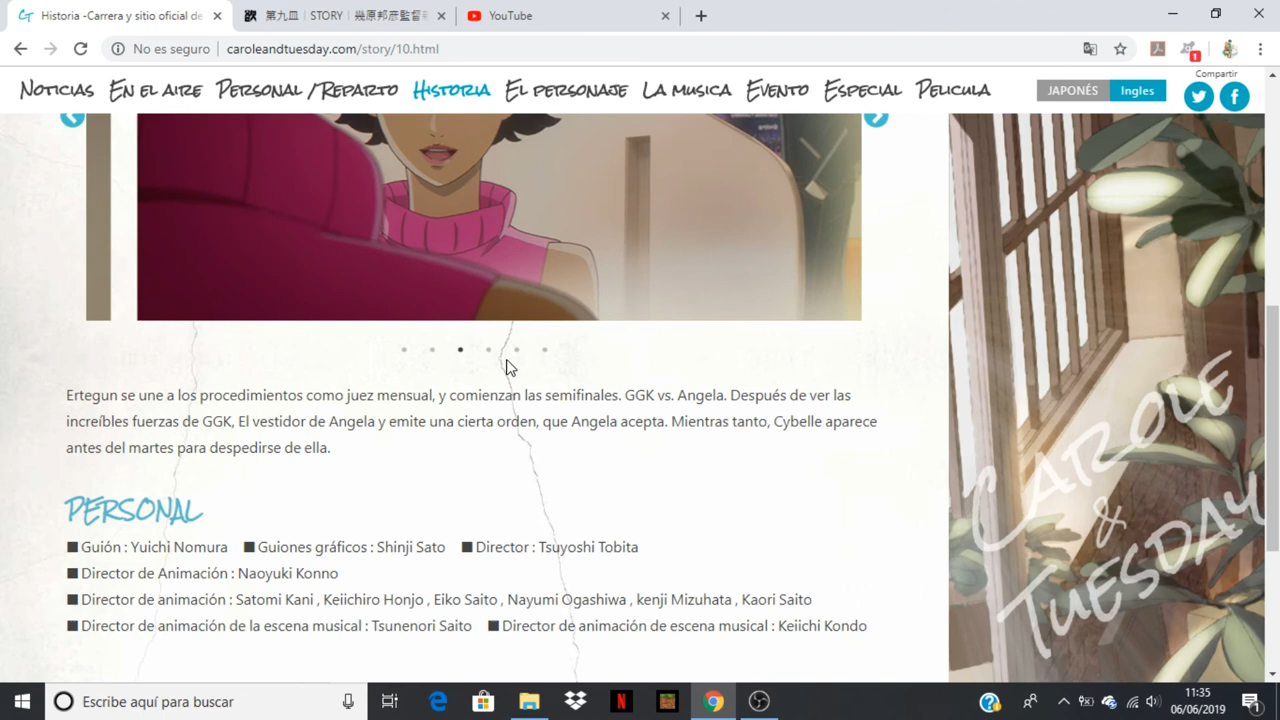 Historia -Carrera y sitio oficial de
第九皿｜STORY｜幾原邦彦監督
YouTube
No es seguro
caroleandtuesday.com/story/10.html
Noticias En el aire Personal /Reparto Historia El personaje La musica Evento Especial Pelicula
JAPONÉS Ingles
Compartir
1
Ertegun se une a los procedimientos como juez mensual, y comienzan las semifinales. GGK vs. Angela. Después de ver las
increíbles fuerzas de GGK, El vestidor de Angela y emite una cierta orden, que Angela acepta. Mientras tanto, Cybelle aparece
antes del martes para despedirse de ella.
PERSONAL
■ Guión : Yuichi Nomura ■ Guiones gráficos : Shinji Sato ■ Director : Tsuyoshi Tobita
■ Director de Animación : Naoyuki Konno
■ Director de animación : Satomi Kani , Keiichiro Honjo , Eiko Saito , Nayumi Ogashiwa , kenji Mizuhata , Kaori Saito
■ Director de animación de la escena musical : Tsunenori Saito ■ Director de animación de escena musical : Keiichi Kondo
CAROLE
&
TUESDAY
Escribe aquí para buscar
11:35
06/06/2019
1